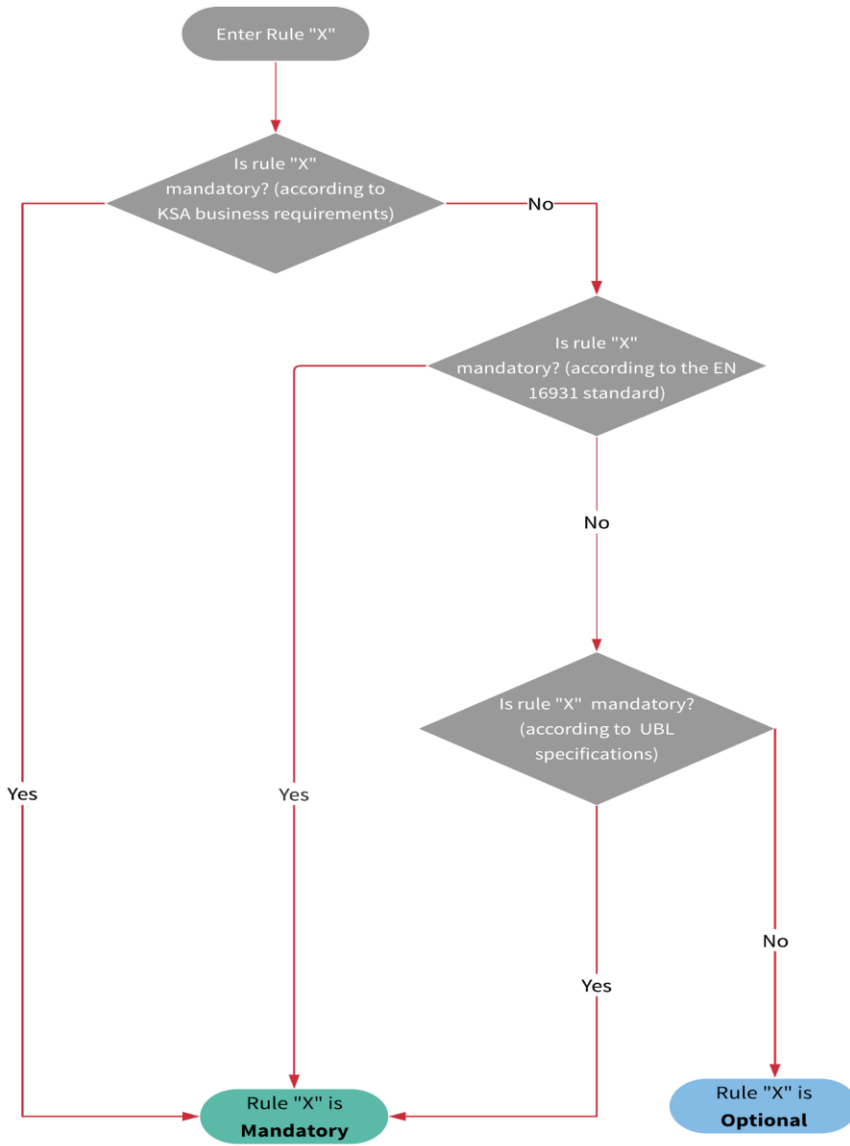 Enter Rule "X"
Is rule "X"
mandatory? (according to
KSA business requirements)
No
Is rule "X"
mandatory? (according to the EN
16931 standard)
No
Is rule "X" mandatory?
(according to UBL
specifications)
Yes
Yes
No
Yes
Rule "X" is
Mandatory
Rule "X" is
Optional